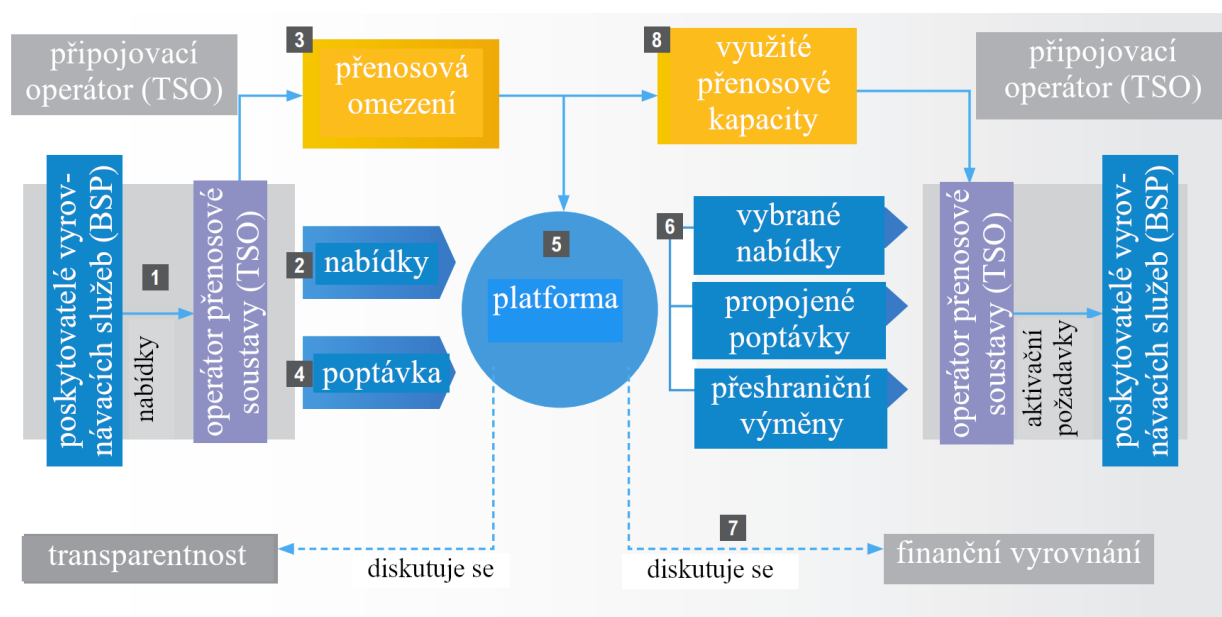 připojovací
operátor (TSO)
3
přenosová
omezení
8
využité
přenosové
kapacity
připojovací
operátor (TSO)
poskytovatelé vyrov-
návacích služeb (BSP)
1
nabídky
operátor přenosové
soustavy (TSO)
2
nabídky
4
poptávka
5
platforma
6
vybrané
nabídky
propojené
poptávky
přeshraniční
výměny
operátor přenosové
soustavy (TSO)
aktivační
požadavky
poskytovatelé vyrov-
návacích služeb (BSP)
transparentnost
diskutuje se
7
diskutuje se
finanční vyrovnání